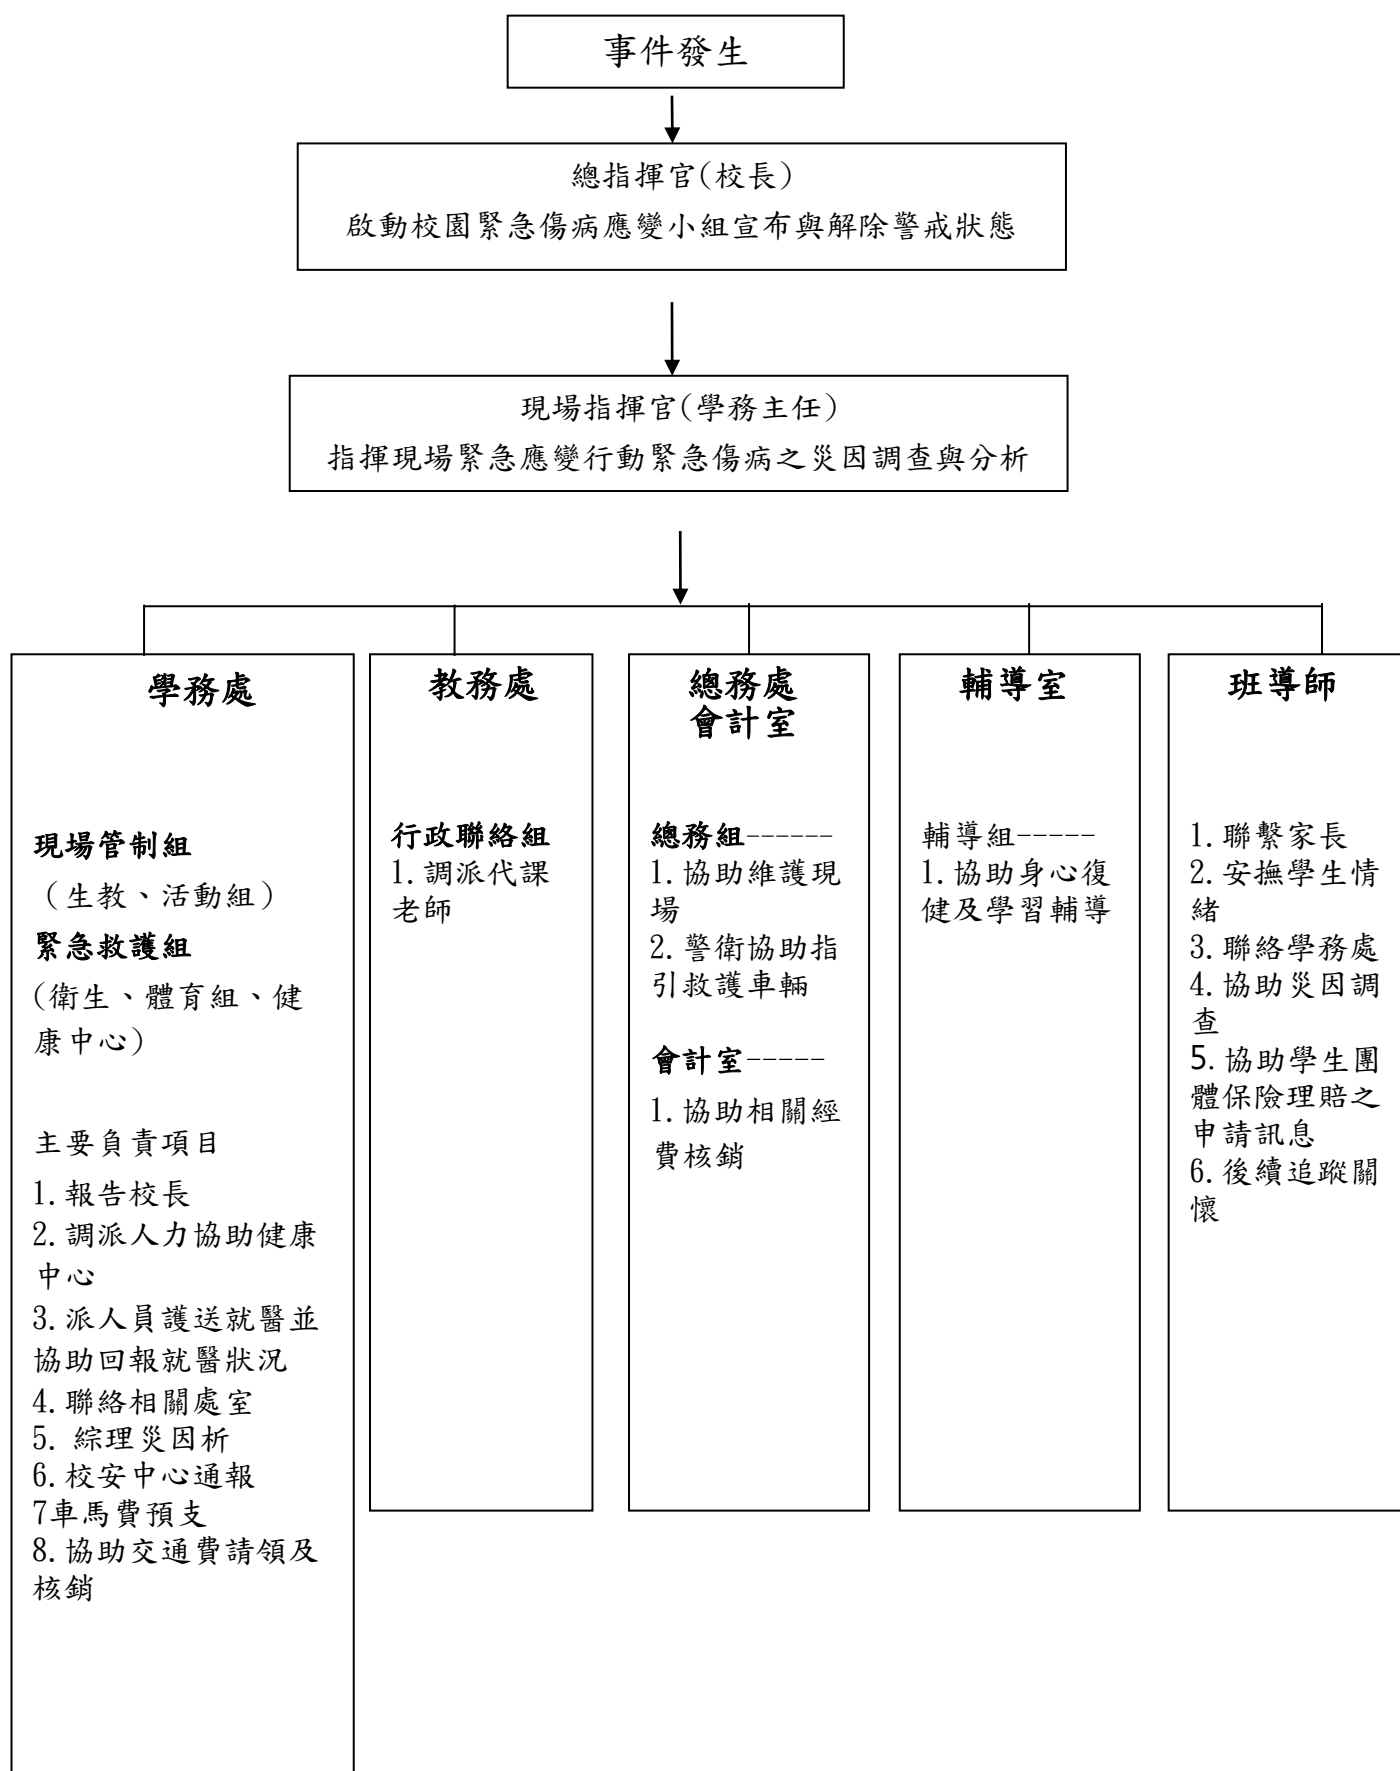 事件發生
總指揮官(校長)
啟動校園緊急傷病應變小組宣布與解除警戒狀態
現場指揮官(學務主任)
指揮現場緊急應變行動緊急傷病之災因調查與分析
學務處
現場管制組
（生教、活動組）
緊急救護組
(衛生、體育組、健
康中心)
主要負責項目
1.報告校長
2.調派人力協助健康
中心
3.派人員護送就醫並
協助回報就醫狀況
4.聯絡相關處室
5. 綜理災因析
6.校安中心通報
7車馬費預支
8.協助交通費請領及
核銷
教務處
行政聯絡組
1.調派代課
老師
總務處
會計室
總務組------
1.協助維護現
場
2.警衛協助指
引救護車輛
會計室-----
1.協助相關經
費核銷
輔導室
輔導組-----
1.協助身心復
健及學習輔導
班導師
1.聯繫家長
2.安撫學生情
緒
3.聯絡學務處
4.協助災因調
查
5.協助學生團
體保險理賠之
申請訊息
6.後續追蹤關
懷